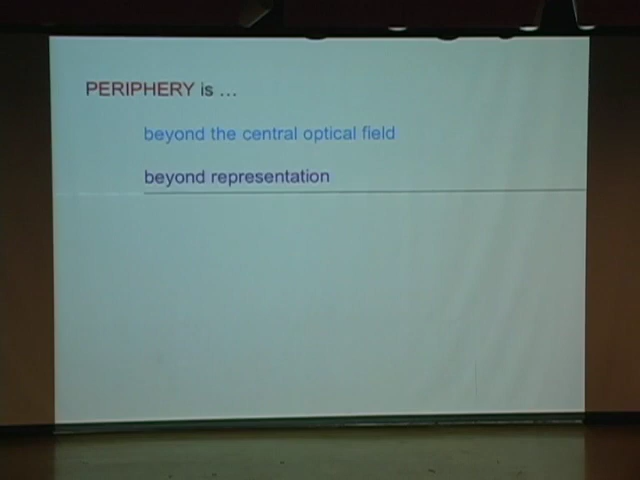 PERIPHERY is ...
beyond the central optical field
beyond representation